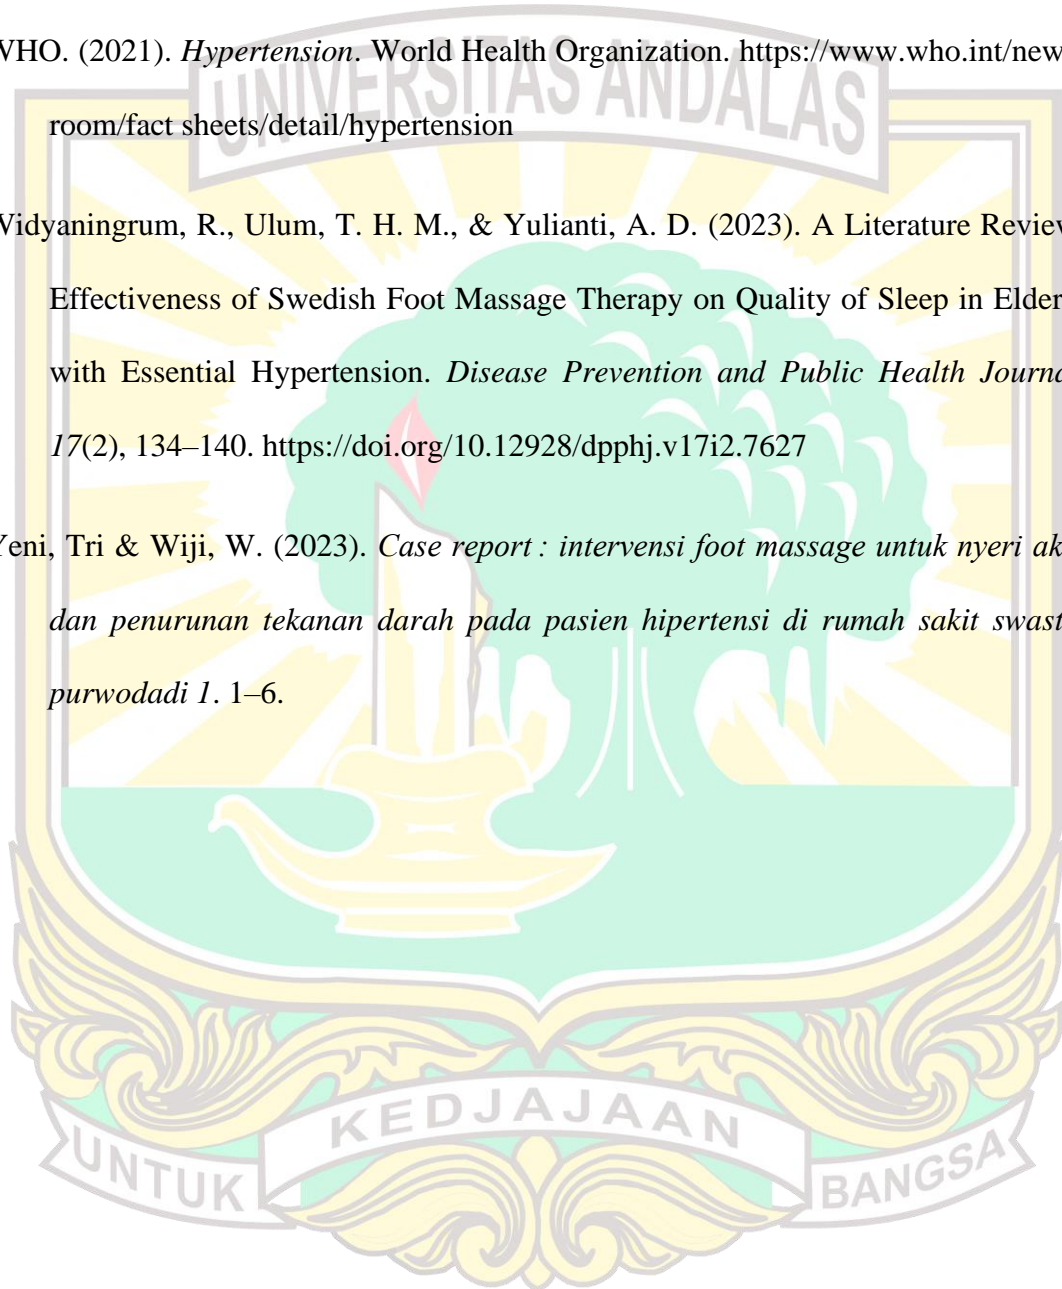 WHO. (2021). Hypertension. World Health Organization. https://www.who.int/new
UNIVERSITAS ANDALAS
room/fact sheets/detail/hypertension
Widyaningrum, R., Ulum, T. H. M., & Yulianti, A. D. (2023). A Literature Review
Effectiveness of Swedish Foot Massage Therapy on Quality of Sleep in Elder
with Essential Hypertension. Disease Prevention and Public Health Journa
17(2), 134–140. https://doi.org/10.12928/dpphj.v17i2.7627
Yeni, Tri & Wiji, W. (2023). Case report : intervensi foot massage untuk nyeri ak
dan penurunan tekanan darah pada pasien hipertensi di rumah sakit swast
purwodadi 1. 1–6.
UNTUK KEDJAJAAN BANGSA